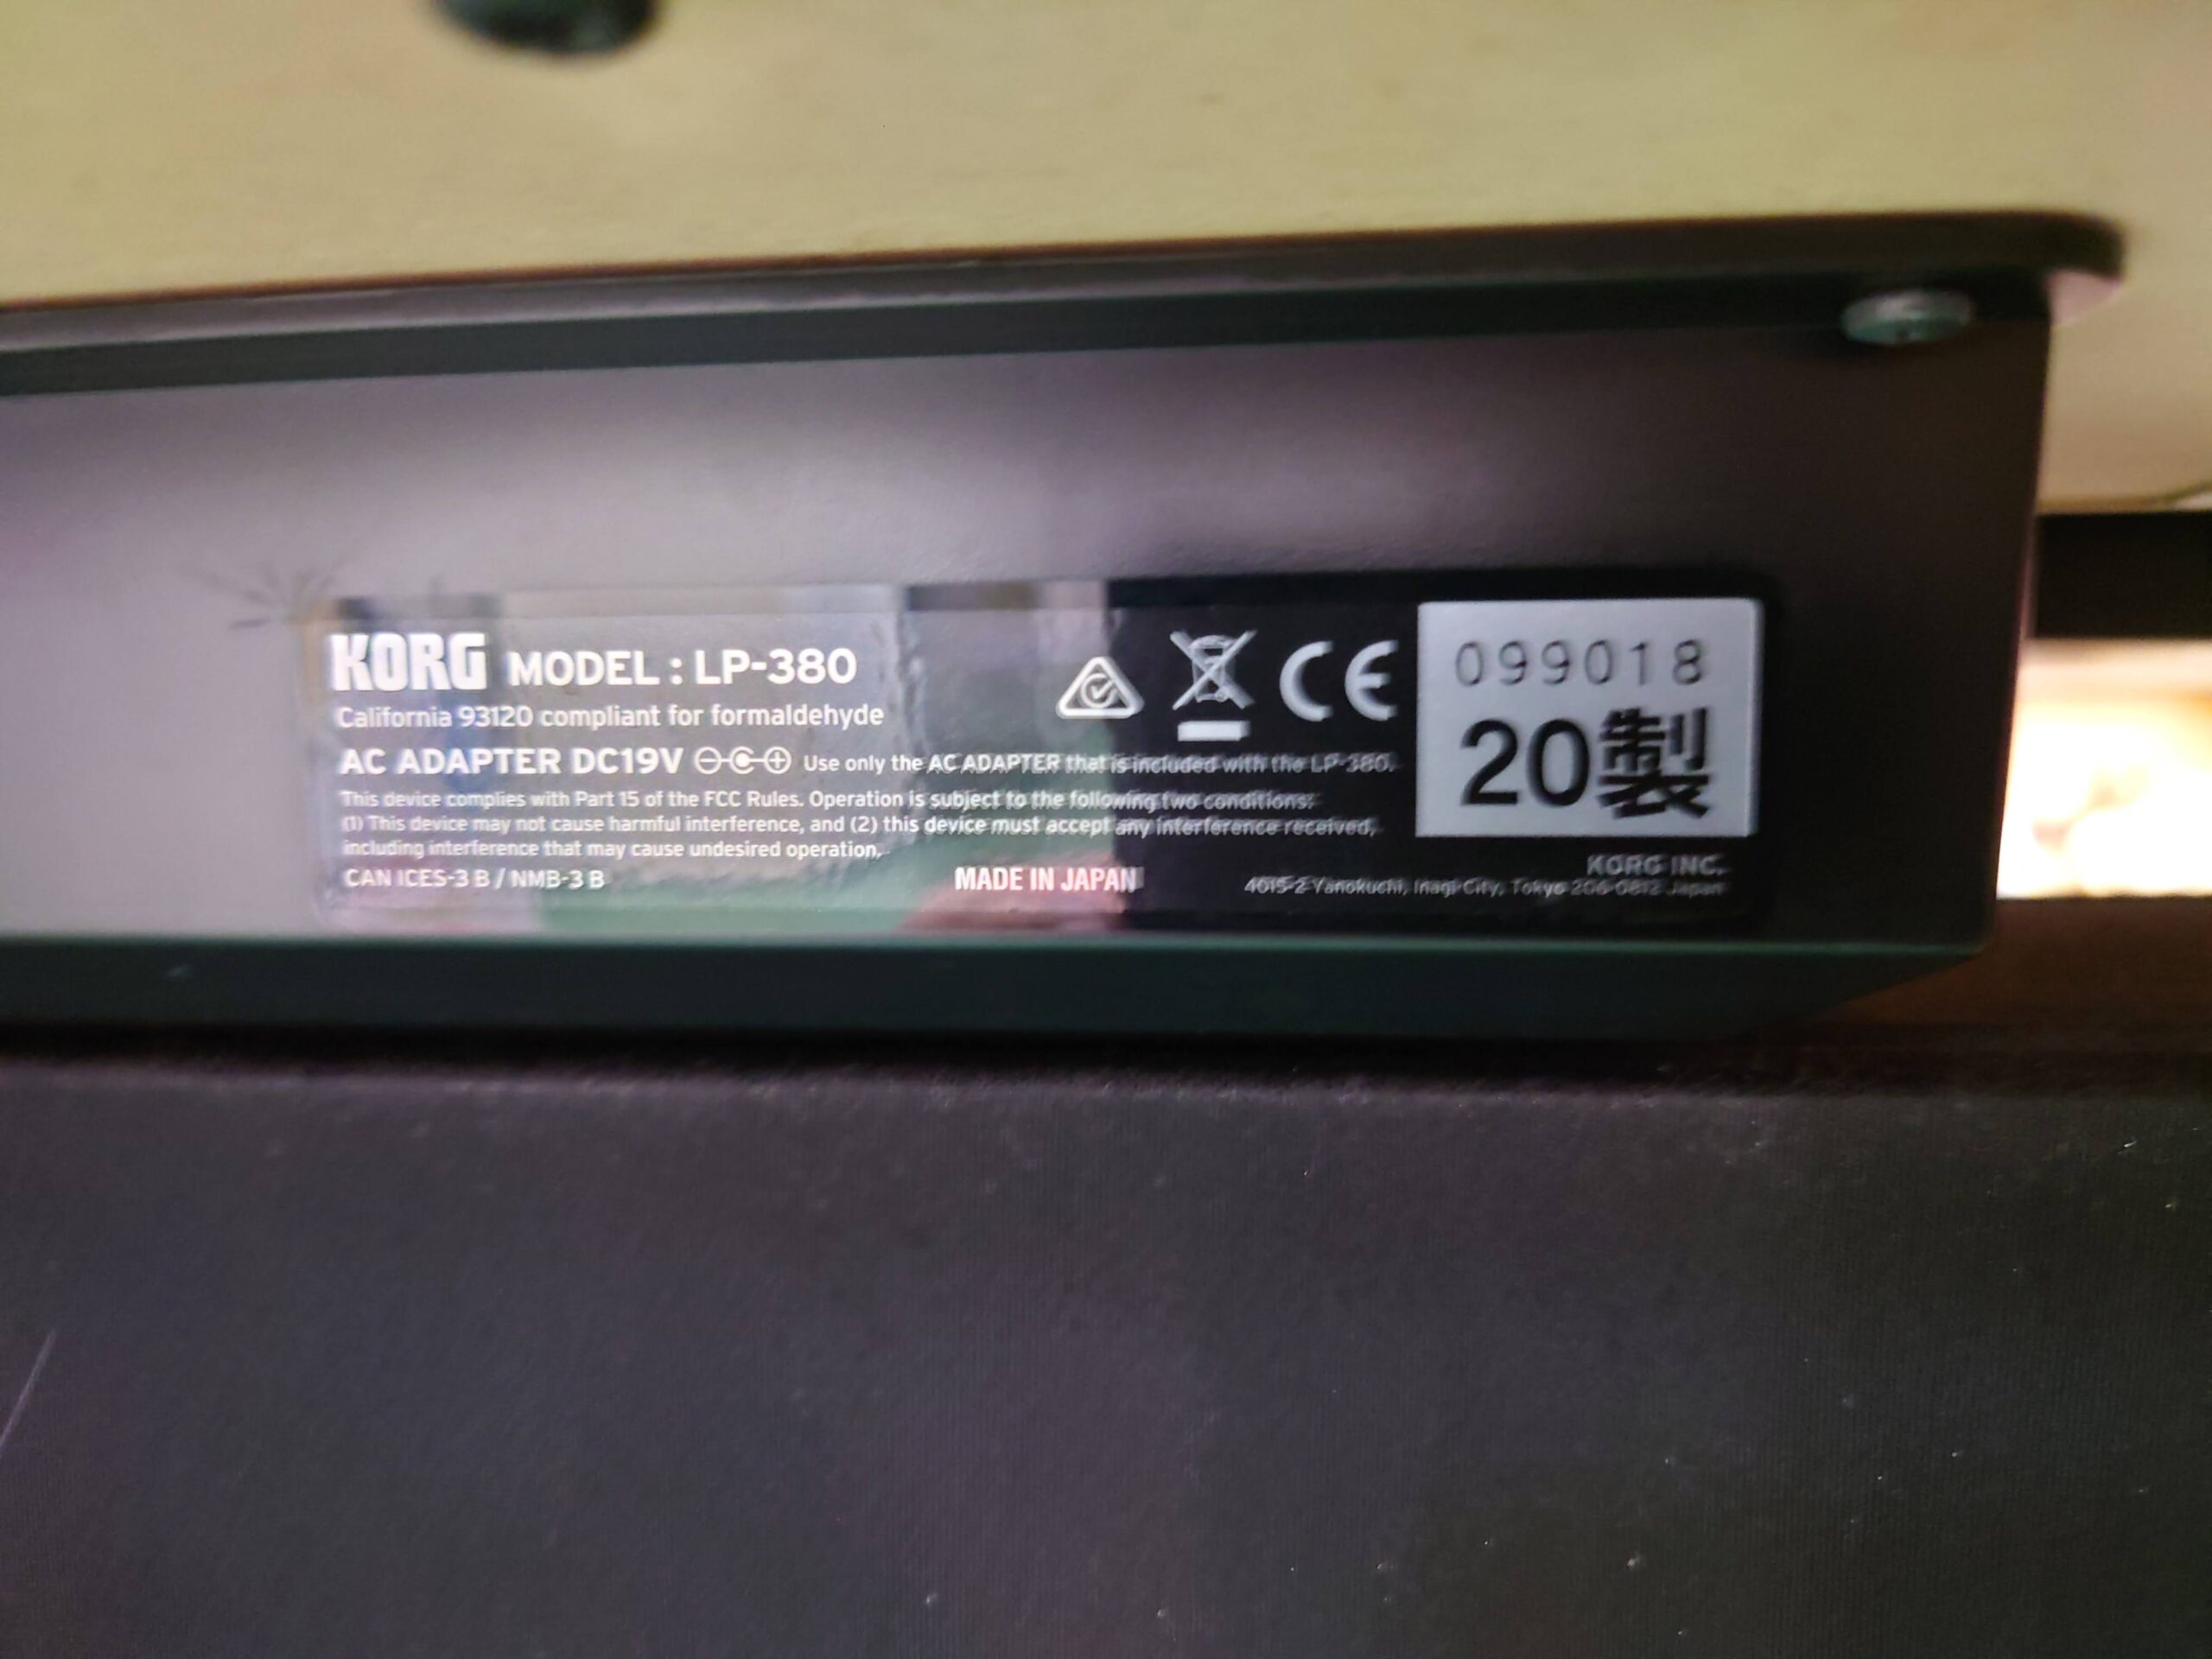 KORG MODEL : LP-380
California 93120 compliant for formaldehyde
AC ADAPTER DC19V Use only the AC ADAPTER that is included with the LP-380.
This device complies with Part 15 of the FCC Rules. Operation is subject to the following two conditions:
(1) This device may not cause harmful interference, and (2) this device must accept any interference received,
including interference that may cause undesired operation.
CAN ICES-3 B / NMB-3 B
MADE IN JAPAN
CE
099018
20製
KORG INC.
4015-2 Yanokuchi, Inagi-City, Tokyo 206-0812 Japan